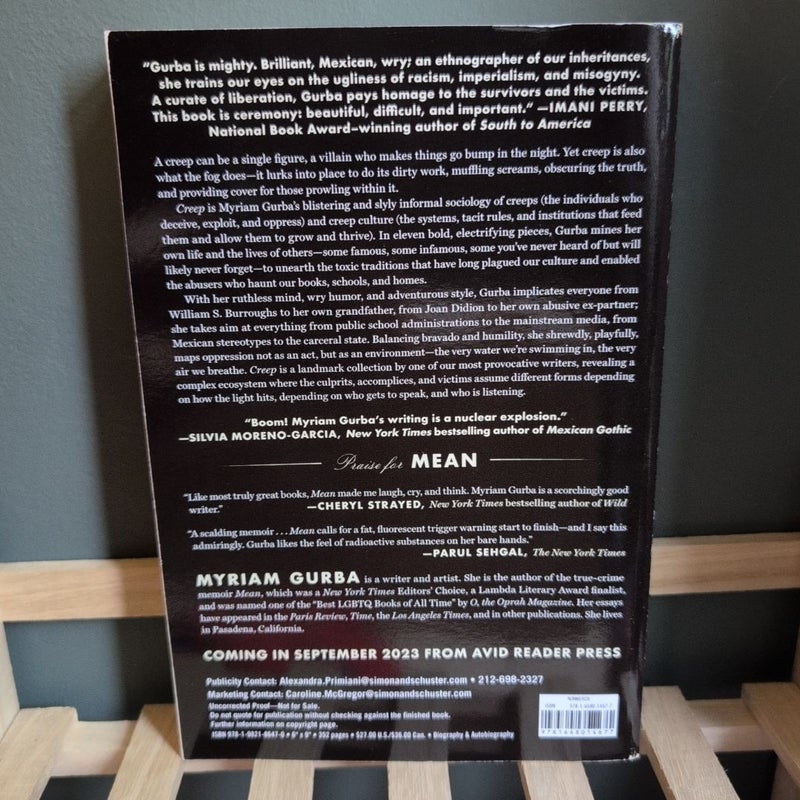 “Gurba is mighty. Brilliant, Mexican, wry; an ethnographer of our inheritances,
she trains our eyes on the ugliness of racism, imperialism, and misogyny.
A curate of liberation, Gurba pays homage to the survivors and the victims.
This book is ceremony: beautiful, difficult, and important.” —IMANI PERRY,
National Book Award–winning author of South to America
A creep can be a single figure, a villain who makes things go bump in the night. Yet creep is also
what the fog does—it lurks into place to do its dirty work, muffling screams, obscuring the truth,
and providing cover for those prowling within it.
Creep is Myriam Gurba’s blistering and slyly informal sociology of creeps (the individuals who
deceive, exploit, and oppress) and creep culture (the systems, tacit rules, and institutions that feed
them and allow them to grow and thrive). In eleven bold, electrifying pieces, Gurba mines her
own life and the lives of others—some famous, some infamous, some you’ve never heard of but will
likely never forget—to unearth the toxic traditions that have long plagued our culture and enabled
the abusers who haunt our books, schools, and homes.
With her ruthless mind, wry humor, and adventurous style, Gurba implicates everyone from
William S. Burroughs to her own grandfather, from Joan Didion to her own abusive ex-partner;
she takes aim at everything from public school administrations to the mainstream media, from
Mexican stereotypes to the carceral state. Balancing bravado and humility, she shrewdly, playfully,
maps oppression not as an act, but as an environment—the very water we’re swimming in, the very
air we breathe. Creep is a landmark collection by one of our most provocative writers, revealing a
complex ecosystem where the culprits, accomplices, and victims assume different forms depending
on how the light hits, depending on who gets to speak, and who is listening.
“Boom! Myriam Gurba’s writing is a nuclear explosion.”
—SILVIA MORENO-GARCIA, New York Times bestselling author of Mexican Gothic
Praise for MEAN
“Like most truly great books, Mean made me laugh, cry, and think. Myriam Gurba is a scorchingly good
writer.” —CHERYL STRAYED, New York Times bestselling author of Wild
“A scalding memoir . . . Mean calls for a fat, fluorescent trigger warning start to finish—and I say this
admiringly. Gurba likes the feel of radioactive substances on her bare hands.”
—PARUL SEHGAL, The New York Times
MYRIAM GURBA is a writer and artist. She is the author of the true-crime
memoir Mean, which was a New York Times Editors’ Choice, a Lambda Literary Award finalist,
and was named one of the “Best LGBTQ Books of All Time” by O, the Oprah Magazine. Her essays
have appeared in the Paris Review, Time, the Los Angeles Times, and in other publications. She lives
in Pasadena, California.
COMING IN SEPTEMBER 2023 FROM AVID READER PRESS
Publicity Contact: Alexandra.Primiani@simonandschuster.com • 212-698-2327
Marketing Contact: Caroline.McGregor@simonandschuster.com
Uncorrected Proof—Not for Sale.
Do not quote for publication without checking against the finished book.
Further information on copyright page.
ISBN 978-1-9821-8647-0 • 6" x 9" • 352 pages • $27.00 U.S./$36.00 Can. • Biography & Autobiography
ISBN
9781668014677